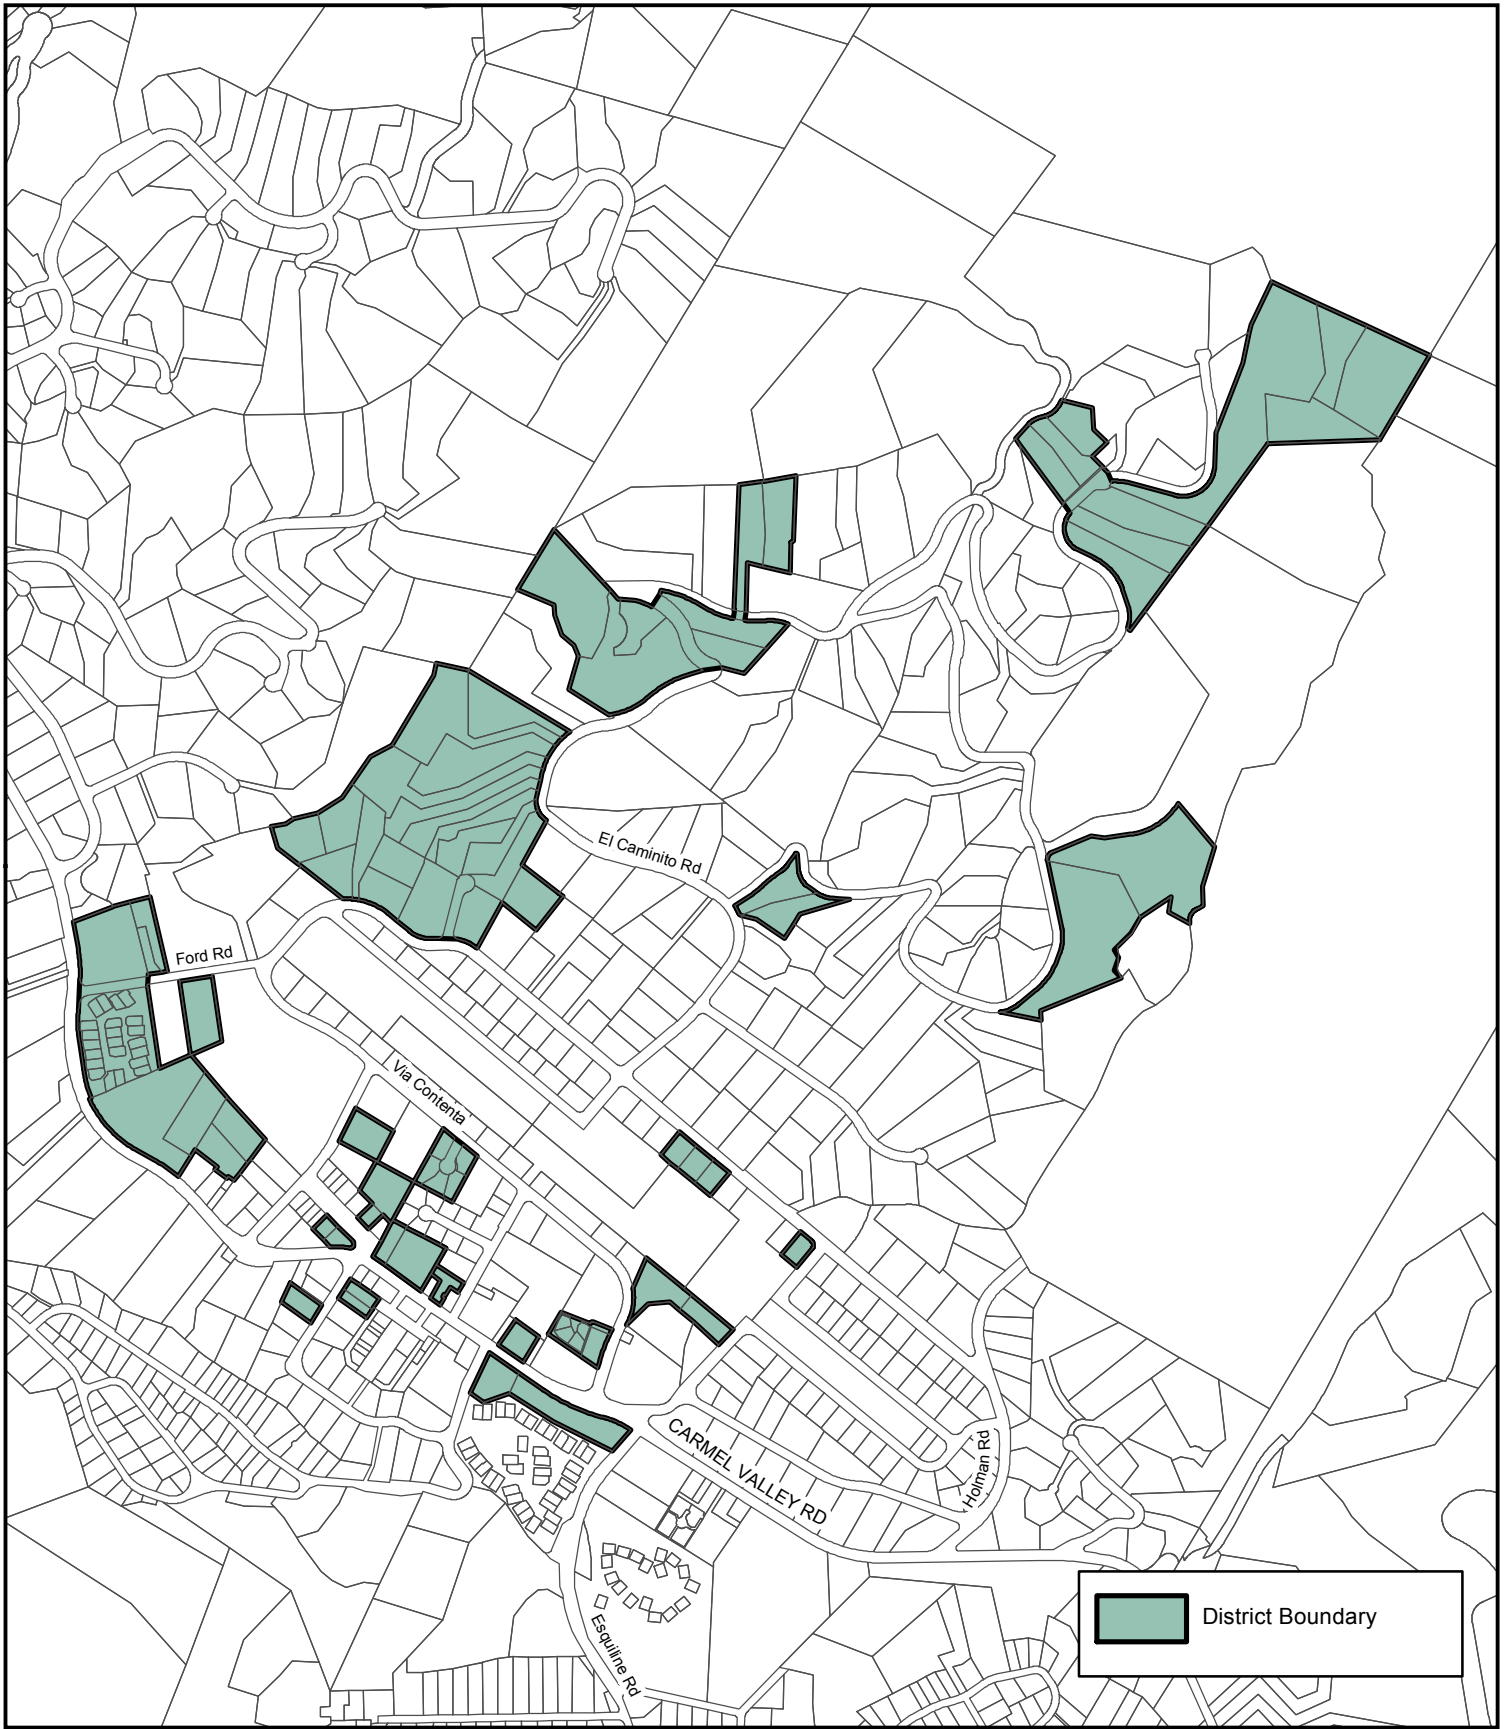 El Caminito Rd
Ford Rd
Via Contenta
CARMEL VALLEY RD
Holman Rd
Esquiline Rd
District Boundary